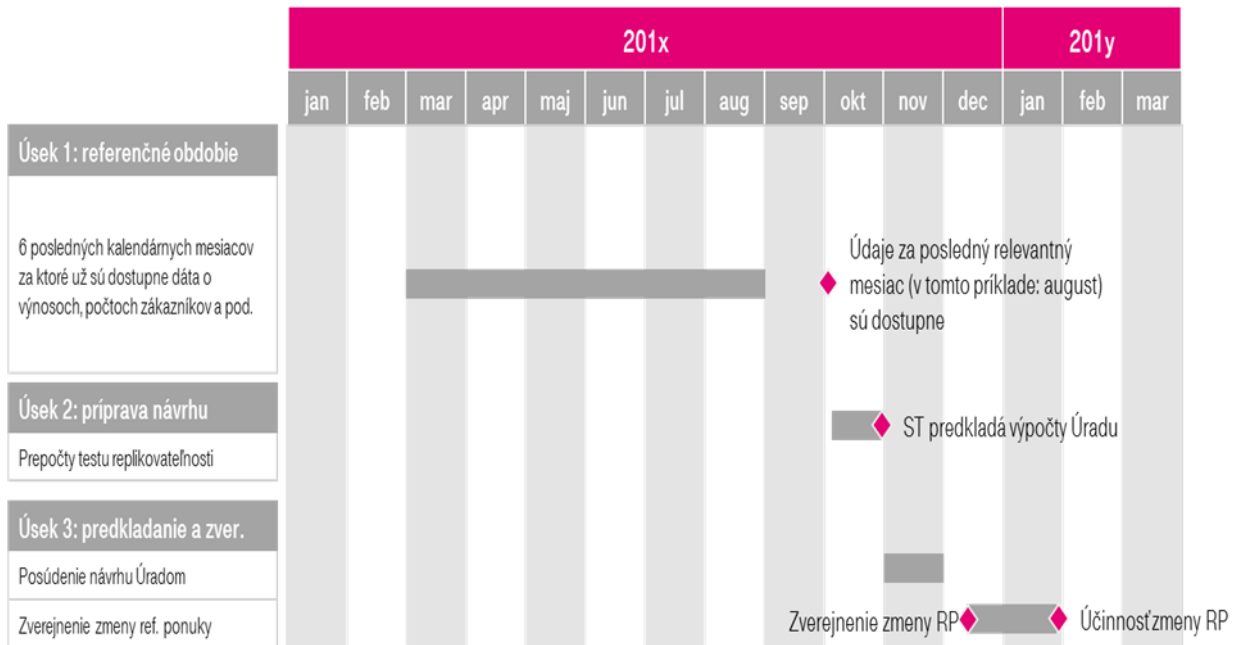 201x 201y
jan feb mar apr maj jun jul aug sep okt nov dec jan feb mar
Úsek 1: referenčné obdobie
6 posledných kalendárnych mesiacov
za ktoré už sú dostupne dáta o
výnosoch, počtoch zákazníkov a pod.
Údaje za posledný relevantný
mesiac (v tomto príklade: august)
sú dostupne
Úsek 2: príprava návrhu
Prepočty testu replikovateľnosti
ST predkladá výpočty Úradu
Úsek 3: predkladanie a zver.
Posúdenie návrhu Úradom
Zverejnenie zmeny ref. ponuky
Zverejnenie zmeny RP
Účinnosť zmeny RP